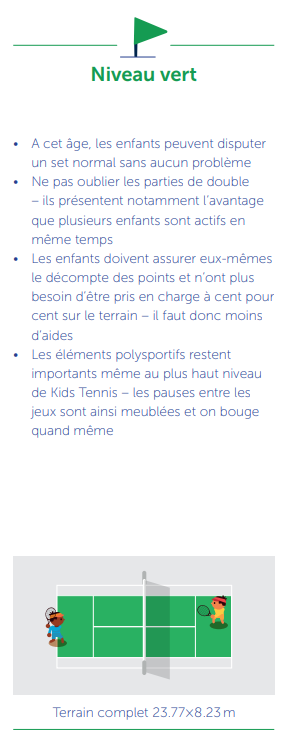 Niveau vert
• A cet âge, les enfants peuvent disputer
un set normal sans aucun problème
• Ne pas oublier les parties de double
– ils présentent notamment l’avantage
que plusieurs enfants sont actifs en
même temps
• Les enfants doivent assurer eux-mêmes
le décompte des points et n’ont plus
besoin d’être pris en charge à cent pour
cent sur le terrain – il faut donc moins
d’aides
• Les éléments polysportifs restent
importants même au plus haut niveau
de Kids Tennis – les pauses entre les
jeux sont ainsi meublées et on bouge
quand même
Terrain complet 23.77×8.23 m